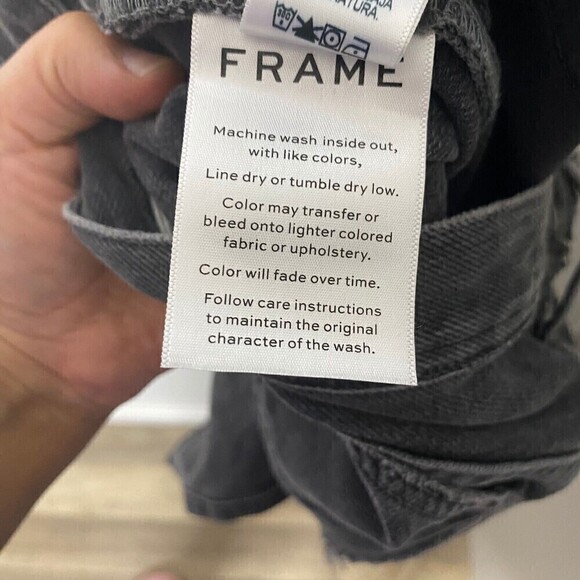 NATURA.
FRAME
Machine wash inside out,
with like colors,
Line dry or tumble dry low.
Color may transfer or
bleed onto lighter colored
fabric or upholstery.
Color will fade over time.
Follow care instructions
to maintain the original
character of the wash.